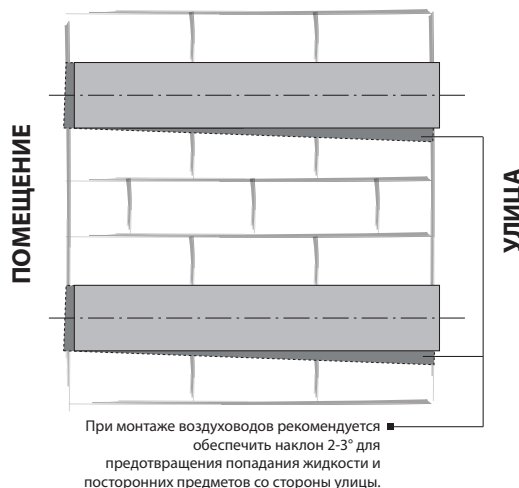 ПОМЕЩЕНИЕ
УЛИЦА
При монтаже воздуховодов рекомендуется
обеспечить наклон 2-3° для
предотвращения попадания жидкости и
посторонних предметов со стороны улицы.